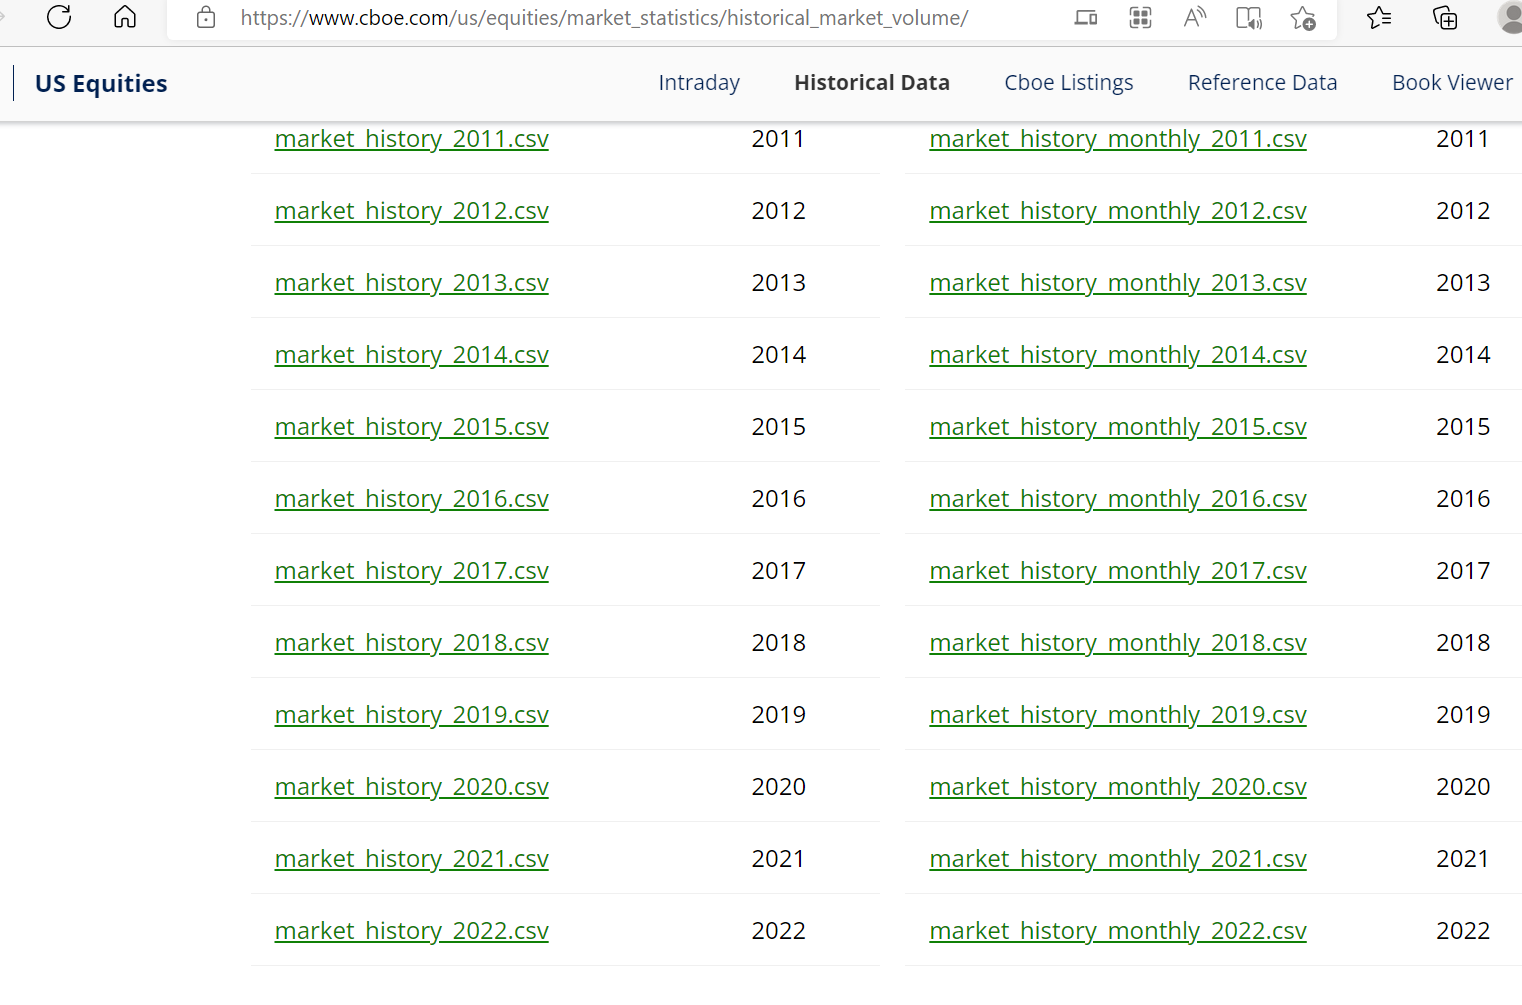 https://www.cboe.com/us/equities/market_statistics/historical_market_volume/
US Equities Intraday Historical Data Cboe Listings Reference Data Book Viewer
market_history_2011.csv 2011 market_history_monthly_2011.csv 2011
market_history_2012.csv 2012 market_history_monthly_2012.csv 2012
market_history_2013.csv 2013 market_history_monthly_2013.csv 2013
market_history_2014.csv 2014 market_history_monthly_2014.csv 2014
market_history_2015.csv 2015 market_history_monthly_2015.csv 2015
market_history_2016.csv 2016 market_history_monthly_2016.csv 2016
market_history_2017.csv 2017 market_history_monthly_2017.csv 2017
market_history_2018.csv 2018 market_history_monthly_2018.csv 2018
market_history_2019.csv 2019 market_history_monthly_2019.csv 2019
market_history_2020.csv 2020 market_history_monthly_2020.csv 2020
market_history_2021.csv 2021 market_history_monthly_2021.csv 2021
market_history_2022.csv 2022 market_history_monthly_2022.csv 2022